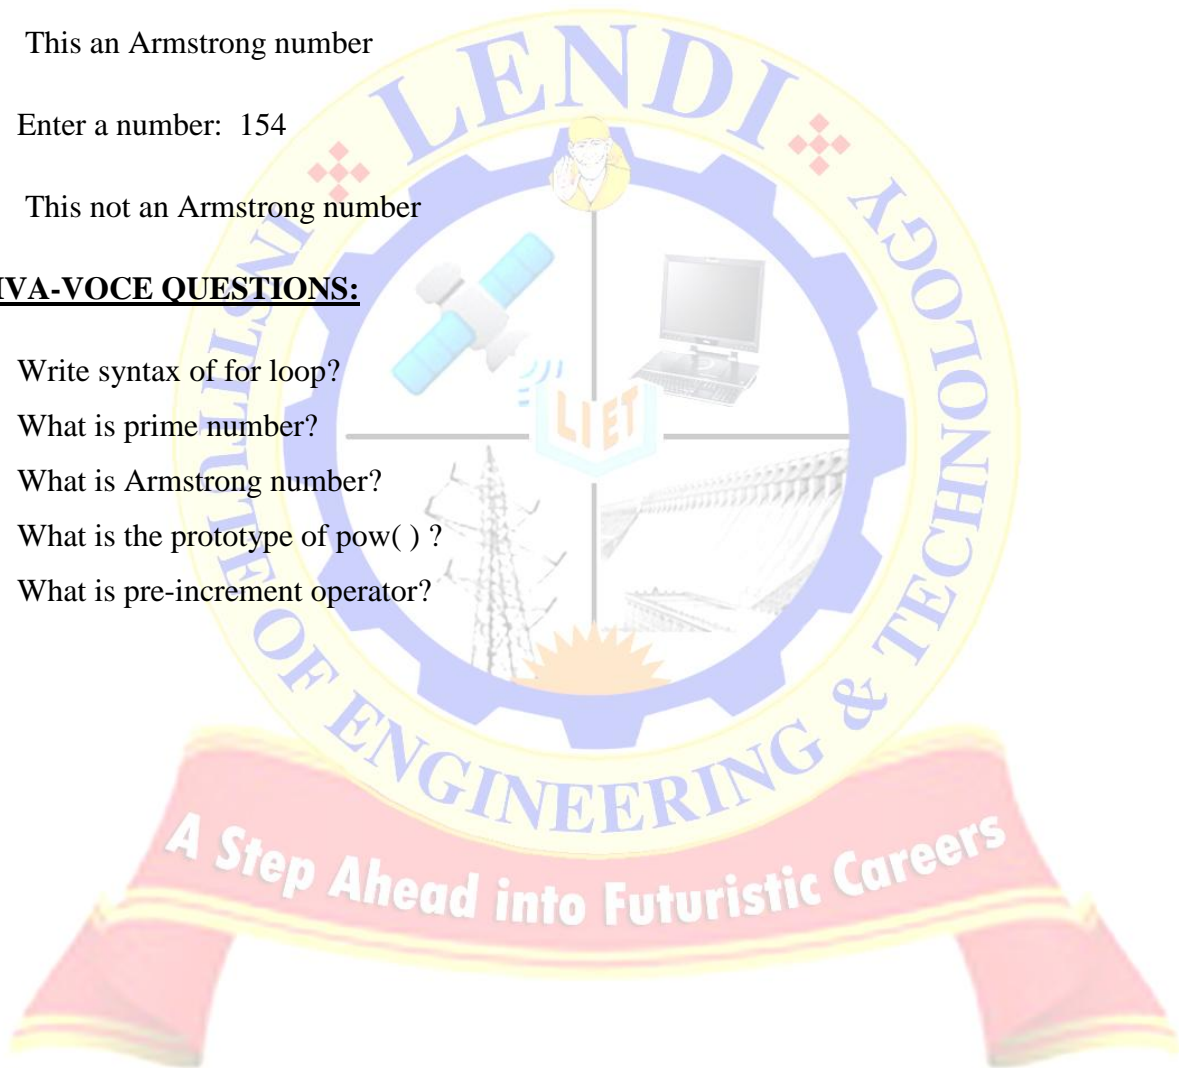 This an Armstrong number
Enter a number: 154
This not an Armstrong number
IVA-VOCE QUESTIONS:
Write syntax of for loop?
What is prime number?
What is Armstrong number?
What is the prototype of pow( ) ?
What is pre-increment operator?
LENDI INSTITUTE OF ENGINEERING & TECHNOLOGY
LIET
A Step Ahead into Futuristic Careers